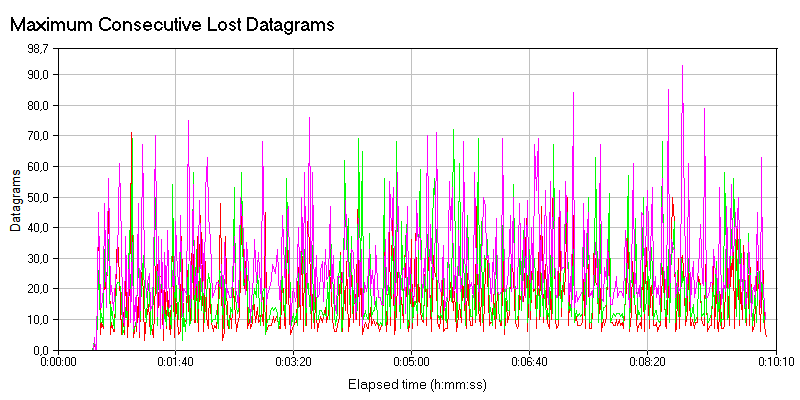 Maximum Consecutive Lost Datagrams
98,7
90,0
80,0
70,0
60,0
50,0
40,0
30,0
20,0
10,0
0,0
Datagrams
0:00:00 0:01:40 0:03:20 0:05:00 0:06:40 0:08:20 0:10:10
Elapsed time (h:mm:ss)